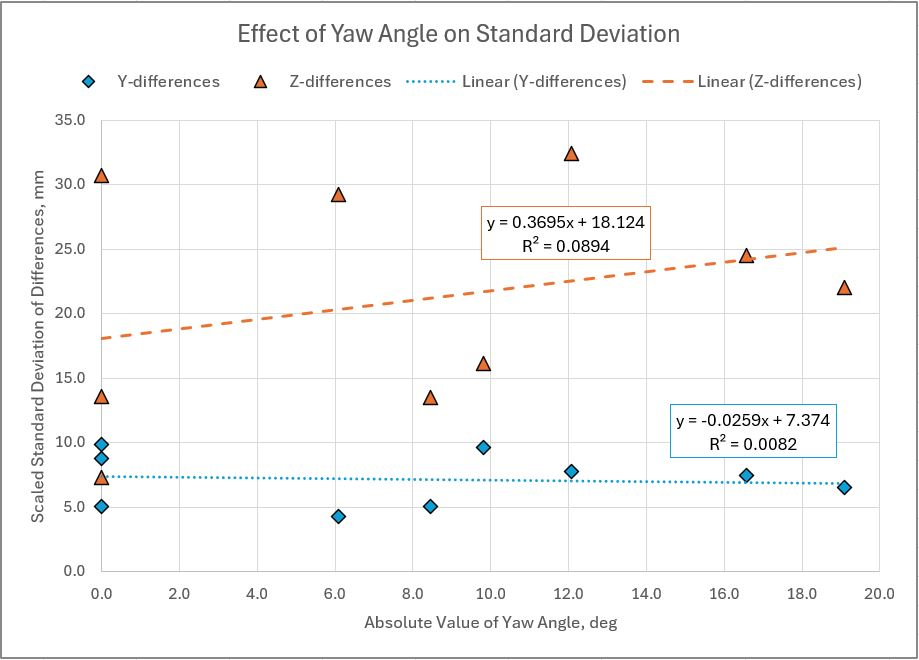 Effect of Yaw Angle on Standard Deviation
Y-differences Z-differences Linear (Y-differences) Linear (Z-differences)
Scaled Standard Deviation of Differences, mm
35.0
30.0
25.0
20.0
15.0
10.0
5.0
0.0
y = 0.3695x + 18.124
R² = 0.0894
y = -0.0259x + 7.374
R² = 0.0082
0.0 2.0 4.0 6.0 8.0 10.0 12.0 14.0 16.0 18.0 20.0
Absolute Value of Yaw Angle, deg